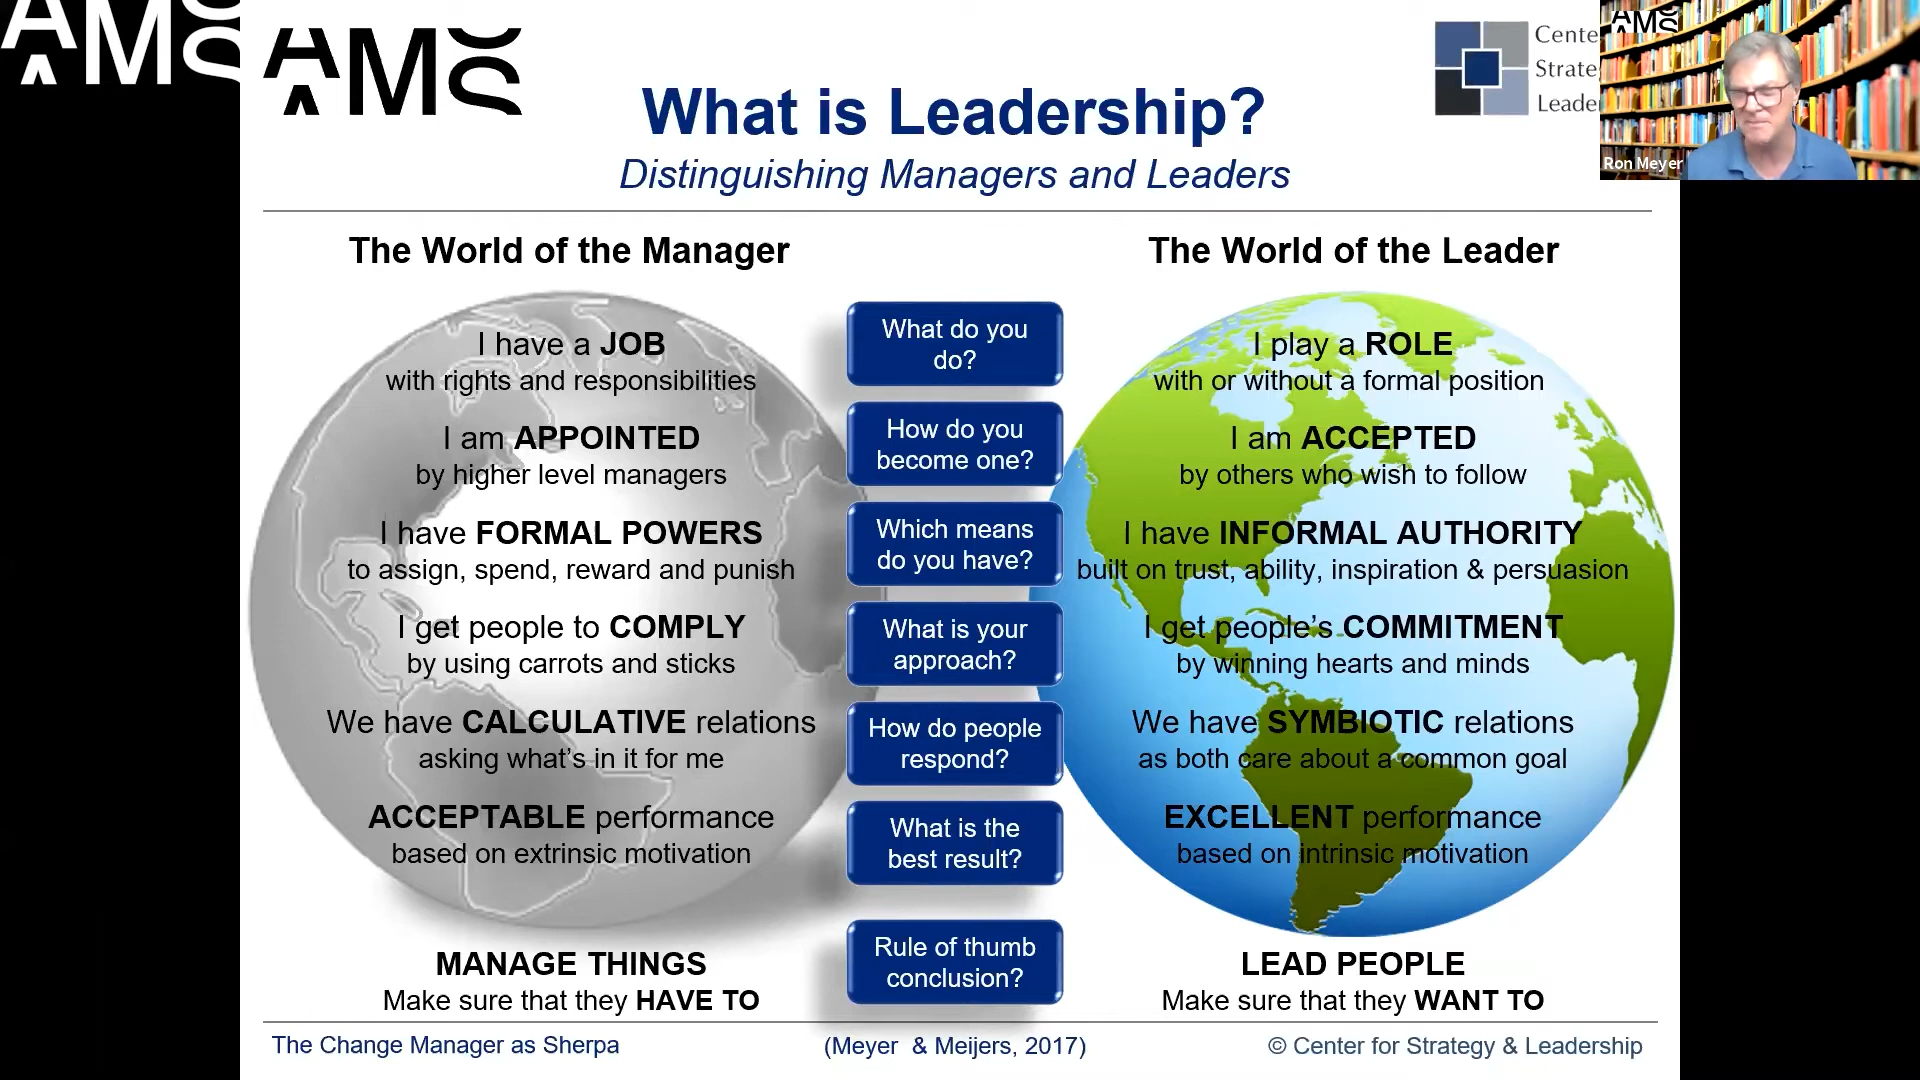 AMS
AMS
What is Leadership?
Distinguishing Managers and Leaders
Cente
Strate
Leade
AMS
Ron Meyer
The World of the Manager
The World of the Leader
I have a JOB
with rights and responsibilities
What do you
do?
I play a ROLE
with or without a formal position
I am APPOINTED
by higher level managers
How do you
become one?
I am ACCEPTED
by others who wish to follow
I have FORMAL POWERS
to assign, spend, reward and punish
Which means
do you have?
I have INFORMAL AUTHORITY
built on trust, ability, inspiration & persuasion
I get people to COMPLY
by using carrots and sticks
What is your
approach?
I get people's COMMITMENT
by winning hearts and minds
We have CALCULATIVE relations
asking what's in it for me
How do people
respond?
We have SYMBIOTIC relations
as both care about a common goal
ACCEPTABLE performance
based on extrinsic motivation
What is the
best result?
EXCELLENT performance
based on intrinsic motivation
MANAGE THINGS
Make sure that they HAVE TO
Rule of thumb
conclusion?
LEAD PEOPLE
Make sure that they WANT TO
The Change Manager as Sherpa
(Meyer & Meijers, 2017)
© Center for Strategy & Leadership